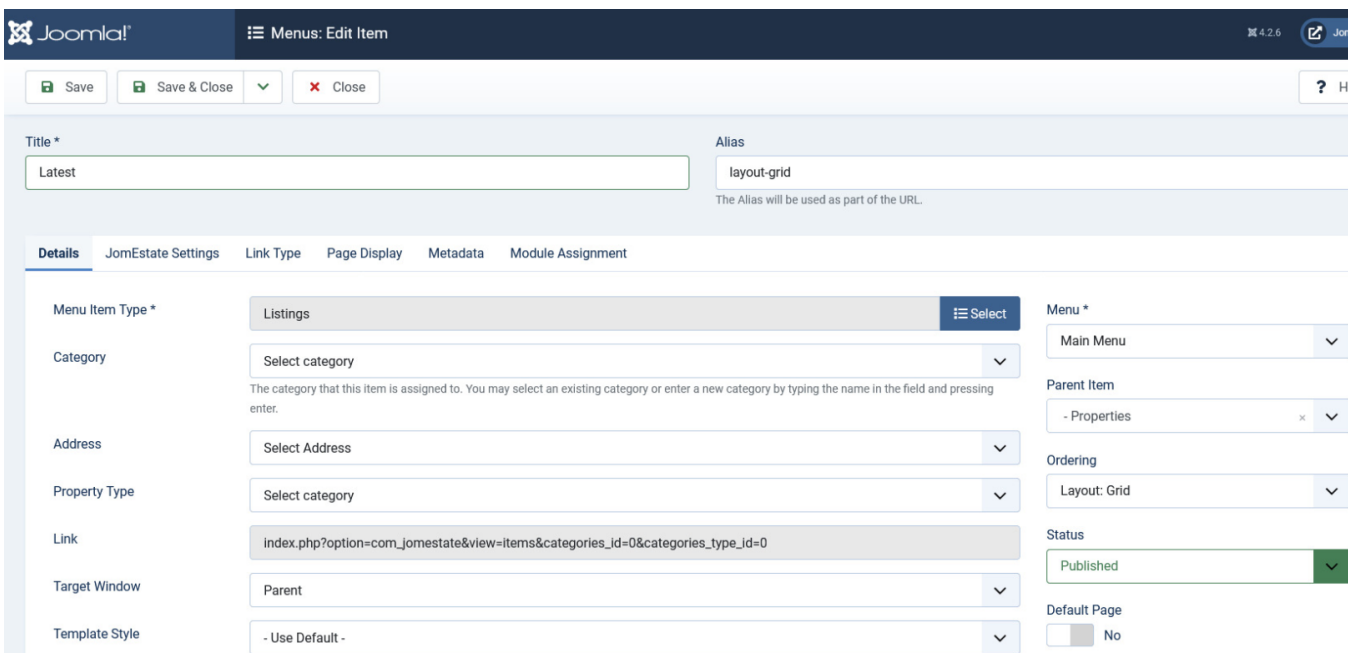 Joomla!® Menus: Edit Item 4.2.6 Jor
Save Save & Close Close ? H
Title * Alias
Latest layout-grid
The Alias will be used as part of the URL.
Details JomEstate Settings Link Type Page Display Metadata Module Assignment
Menu Item Type * Listings Select Menu *
Main Menu
Category Select category
The category that this item is assigned to. You may select an existing category or enter a new category by typing the name in the field and pressing
enter.
Parent Item
- Properties ×
Address Select Address
Ordering
Property Type Select category Layout: Grid
Link index.php?option=com_jomestate&view=items&categories_id=0&categories_type_id=0 Status
Published
Target Window Parent
Default Page
Template Style - Use Default - No